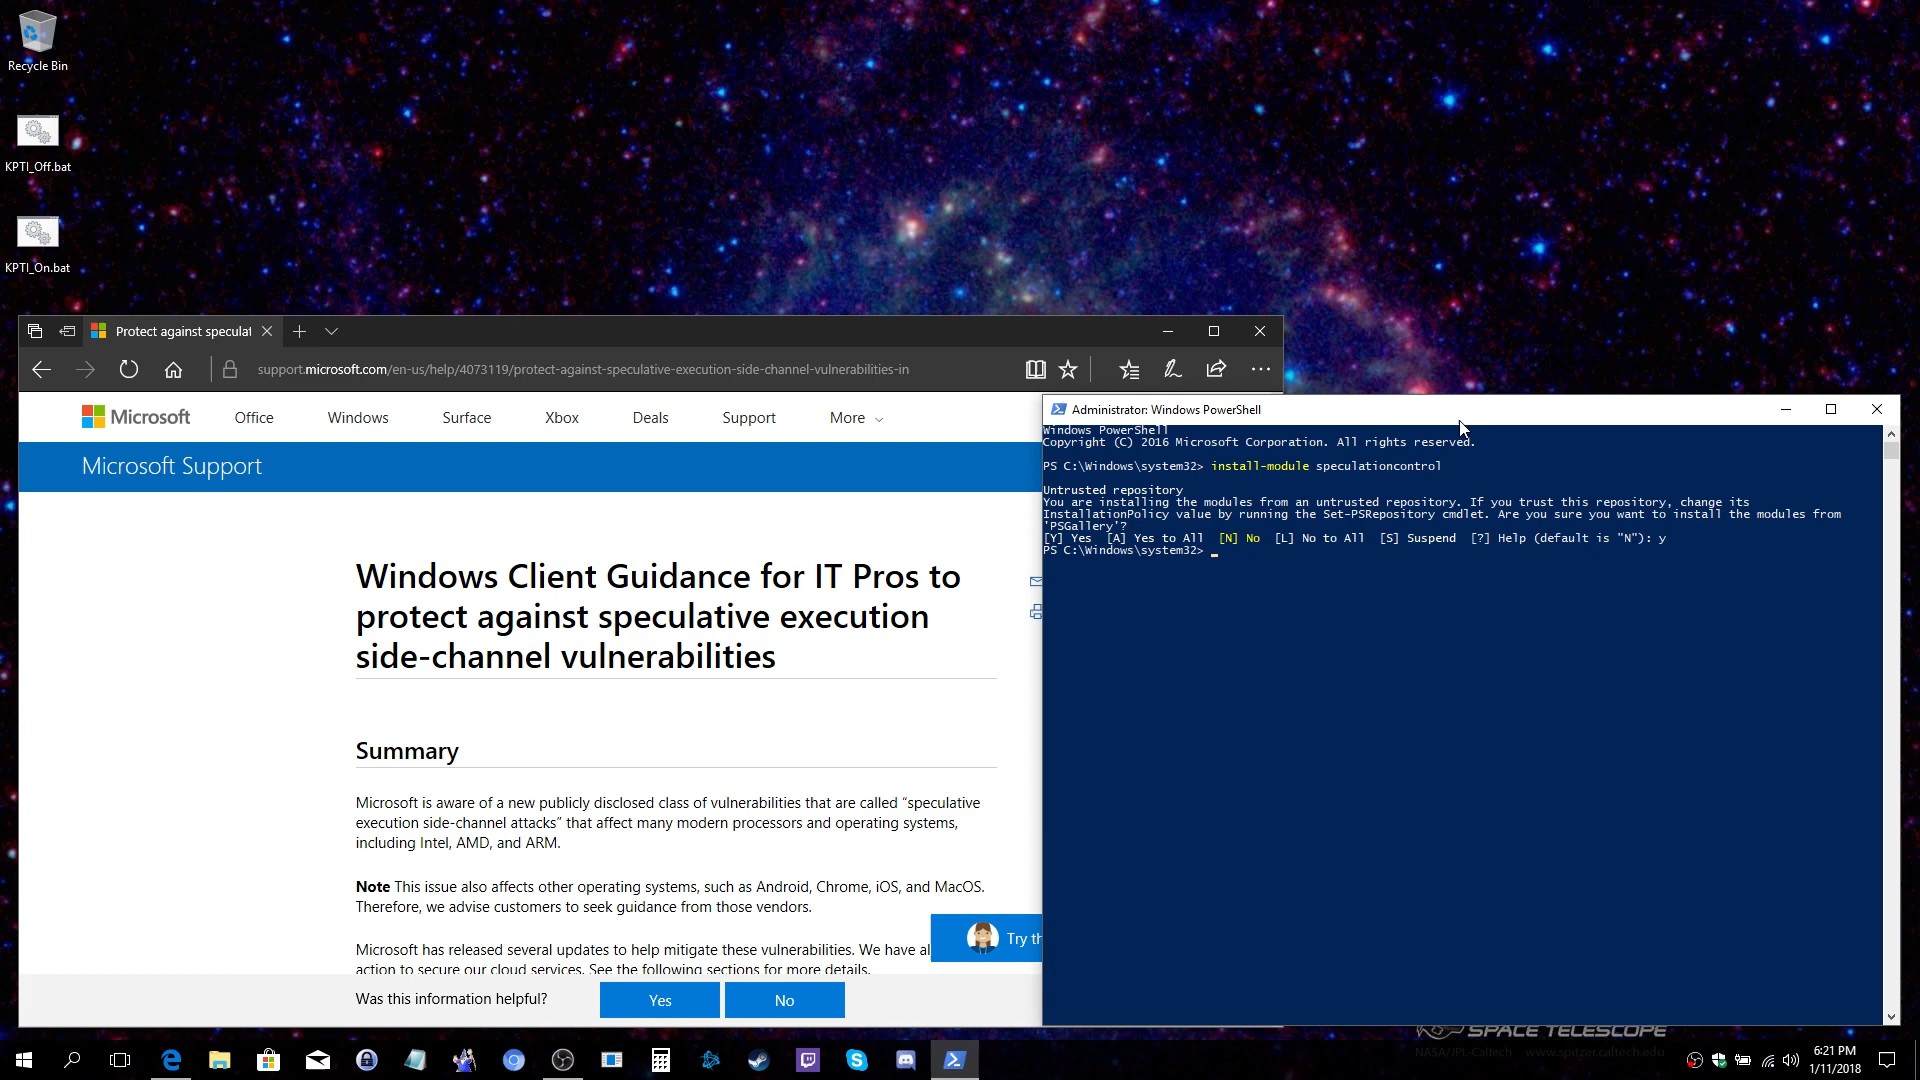 Recycle Bin
KPTI_Off.bat
KPTI_On.bat
Protect against speculat
support.microsoft.com/en-us/help/4073119/protect-against-speculative-execution-side-channel-vulnerabilities-in
Microsoft Office Windows Surface Xbox Deals Support More
Microsoft Support
Windows Client Guidance for IT Pros to
protect against speculative execution
side-channel vulnerabilities
Summary
Microsoft is aware of a new publicly disclosed class of vulnerabilities that are called “speculative
execution side-channel attacks” that affect many modern processors and operating systems,
including Intel, AMD, and ARM.
Note This issue also affects other operating systems, such as Android, Chrome, iOS, and MacOS.
Therefore, we advise customers to seek guidance from those vendors.
Microsoft has released several updates to help mitigate these vulnerabilities. We have al
action to secure our cloud services. See the following sections for more details.
Try th
Was this information helpful? Yes No
Administrator: Windows PowerShell
Windows PowerShell
Copyright (C) 2016 Microsoft Corporation. All rights reserved.
PS C:\Windows\system32> install-module speculationcontrol
Untrusted repository
You are installing the modules from an untrusted repository. If you trust this repository, change its
InstallationPolicy value by running the Set-PSRepository cmdlet. Are you sure you want to install the modules from
'PSGallery'?
[Y] Yes [A] Yes to All [N] No [L] No to All [S] Suspend [?] Help (default is "N"): y
PS C:\Windows\system32> _
SPACE TELESCOPE
NASA/JPL-Caltech www.spitzer.caltech.edu
6:21 PM
1/11/2018